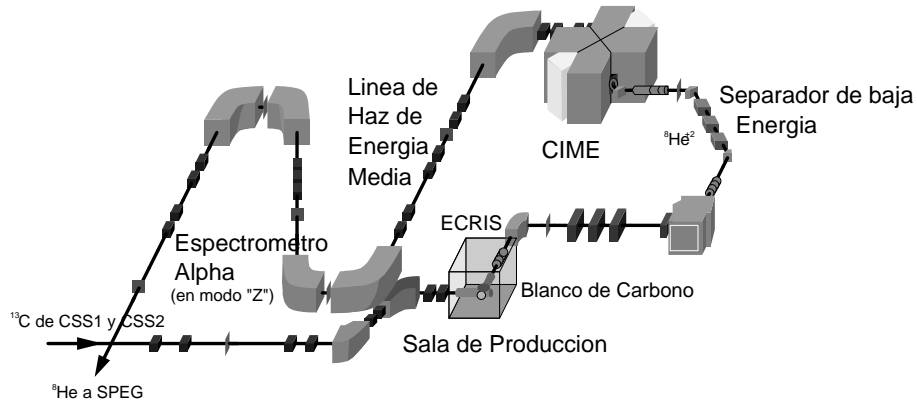 Linea de
Haz de
Energia
Media
CIME
Separador de baja
Energia
⁸He⁺²
ECRIS
Espectrometro
Alpha
(en modo "Z")
Blanco de Carbono
¹³C de CSS1 y CSS2
Sala de Produccion
⁸He a SPEG